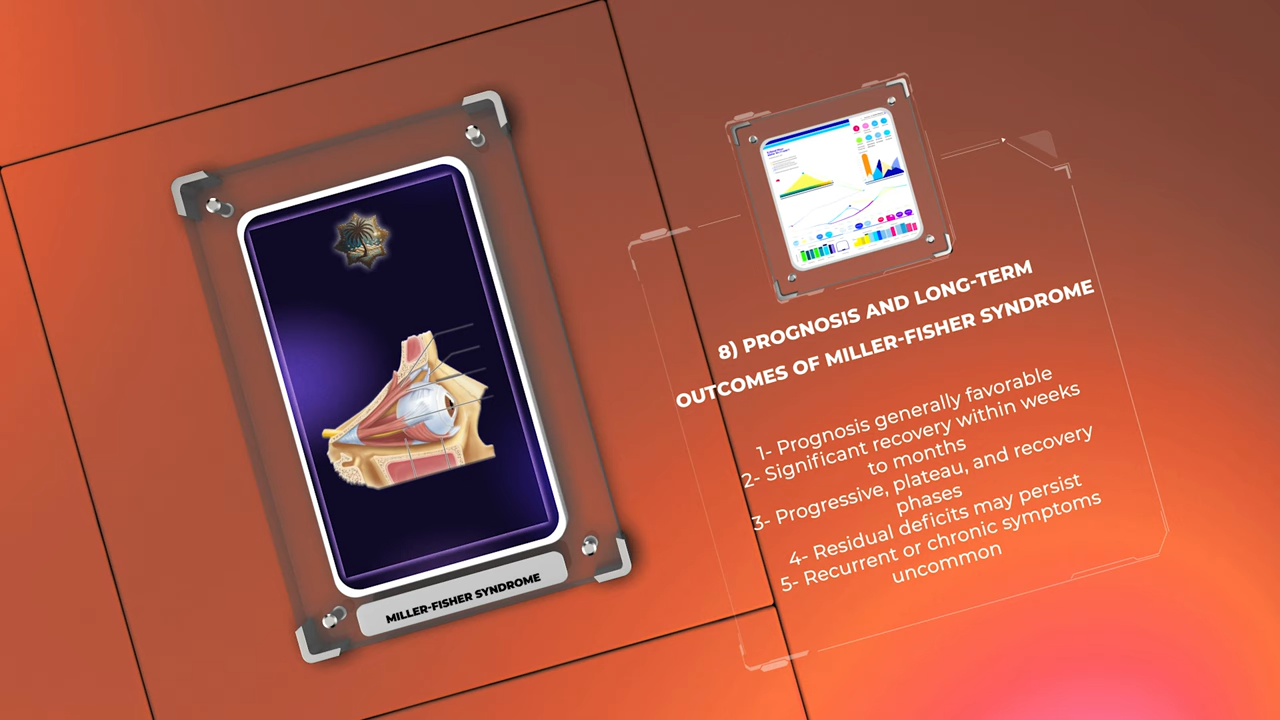 MILLER-FISHER SYNDROME
8) PROGNOSIS AND LONG-TERM
OUTCOMES OF MILLER-FISHER SYNDROME
1- Prognosis generally favorable
2- Significant recovery within weeks
to months
3- Progressive, plateau, and recovery
phases
4- Residual deficits may persist
5- Recurrent or chronic symptoms
uncommon